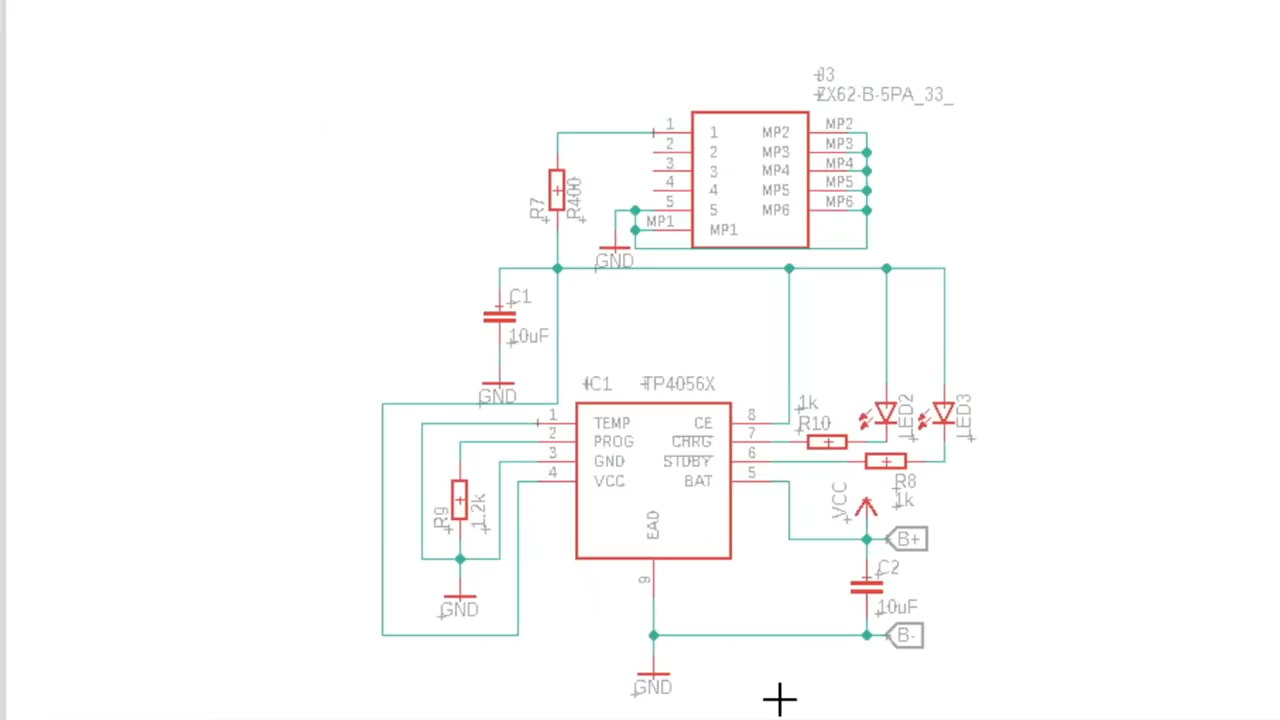 J3
ZX62-B-5PA_33_
1 1 MP2 MP2
2 2 MP3 MP3
3 3 MP4 MP4
4 4 MP5 MP5
5 5 MP6 MP6
MP1 MP1
R7
R400
GND
C1
10uF
GND
IC1 TP4056X
1 TEMP CE 8
2 PROG CHRG 7
3 GND STDBY 6
4 VCC BAT 5
EAD
9
1k
R10
LED2
LED3
R8
1k
R9
1.2k
GND
VCC
B+
C2
10uF
B-
GND